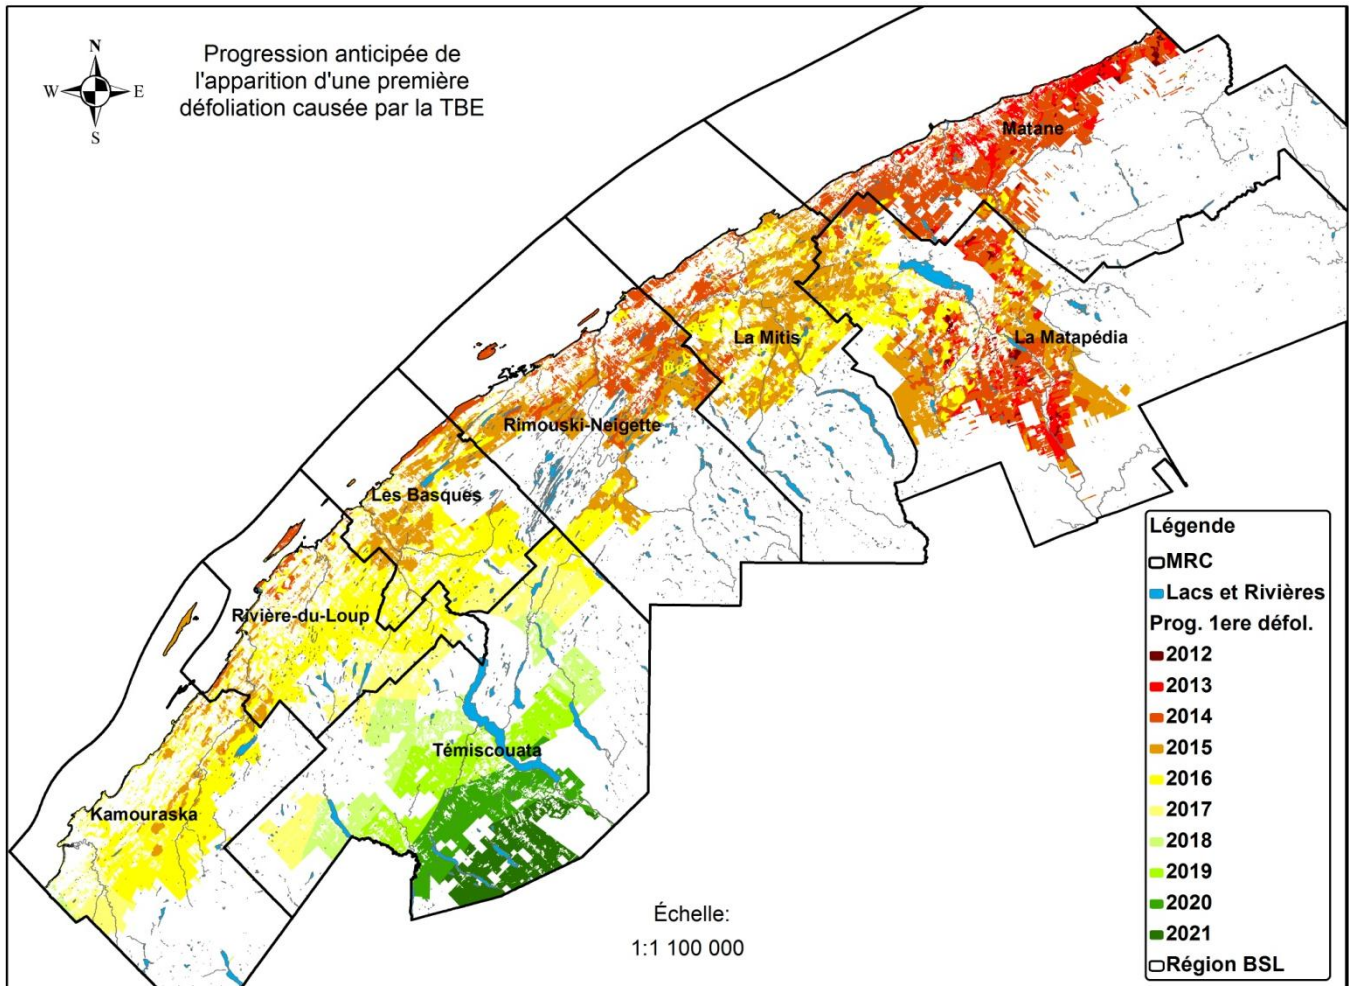 N
W E
S
Progression anticipée de
l'apparition d'une première
défoliation causée par la TBE
Matane
La Mitis
La Matapédia
Rimouski-Neigette
Les Basques
Rivière-du-Loup
Témiscouata
Kamouraska
Échelle:
1:1 100 000
Légende
MRC
Lacs et Rivières
Prog. 1ere défol.
2012
2013
2014
2015
2016
2017
2018
2019
2020
2021
Région BSL